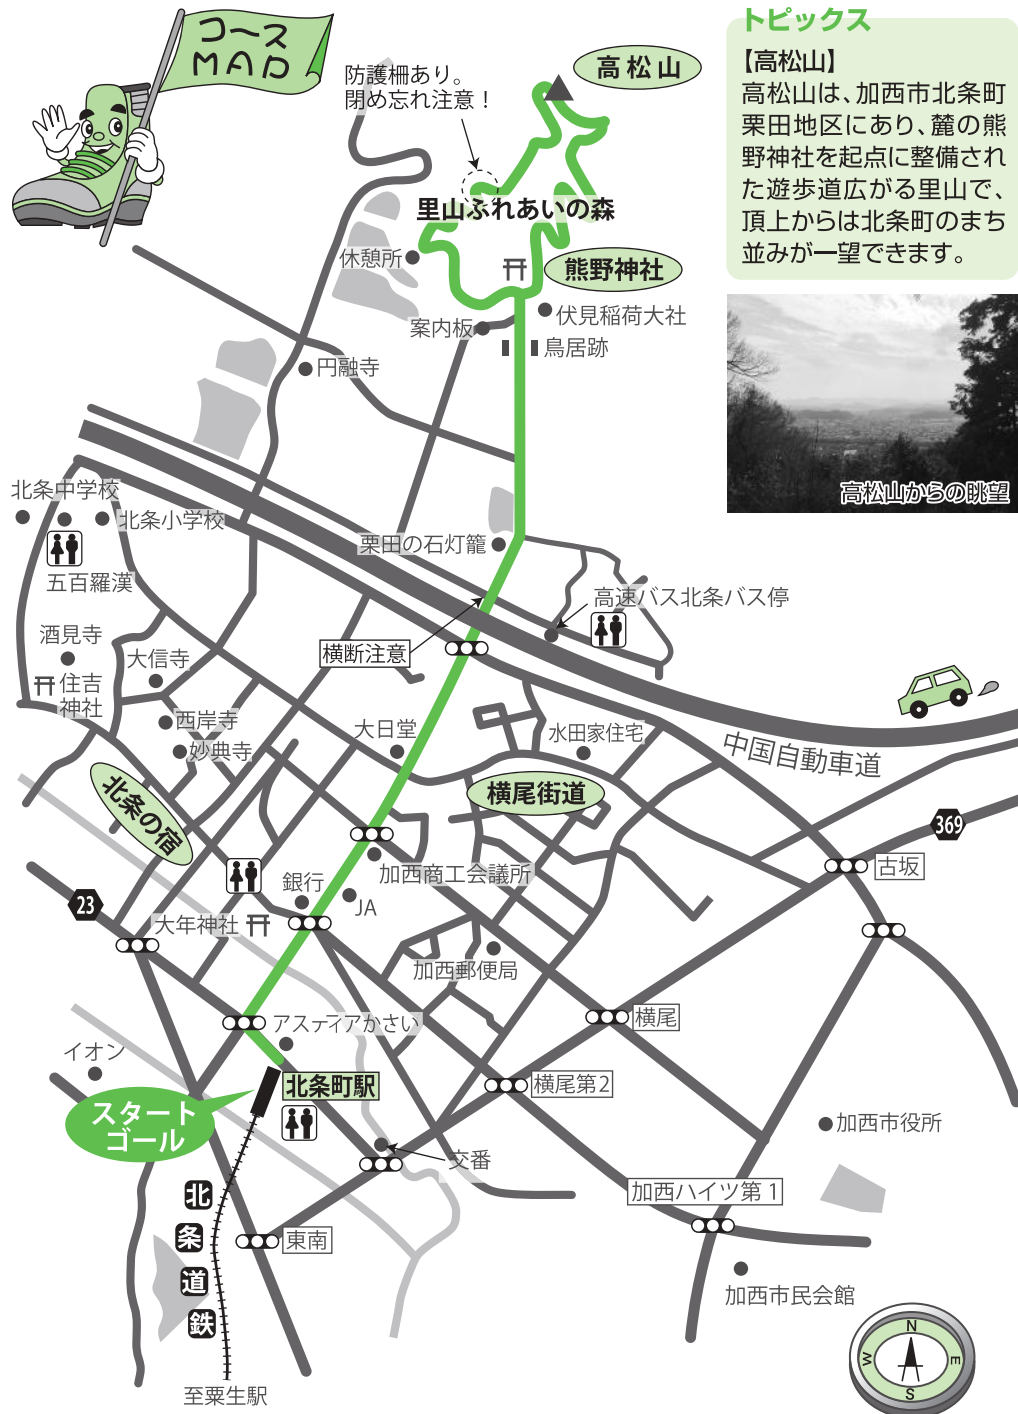 コース
MAP
トピックス
【高松山】
高松山は、加西市北条町
栗田地区にあり、麓の熊
野神社を起点に整備され
た遊歩道広がる里山で、
頂上からは北条町のまち
並みが一望できます。
高松山からの眺望
高松山
防護柵あり。
閉め忘れ注意！
里山ふれあいの森
休憩所
熊野神社
伏見稲荷大社
案内板
鳥居跡
円融寺
北条中学校
北条小学校
五百羅漢
栗田の石灯籠
高速バス北条バス停
酒見寺
横断注意
大信寺
住吉
神社
西岸寺
妙典寺
大日堂
水田家住宅
中国自動車道
北条の宿
横尾街道
369
古坂
加西商工会議所
銀行
JA
23
大年神社
加西郵便局
横尾
アスティアかさい
イオン
北条町駅
横尾第2
スタート
ゴール
加西市役所
交番
加西ハイツ第1
北
条
道
鉄
東南
加西市民会館
至粟生駅
N
W
E
S